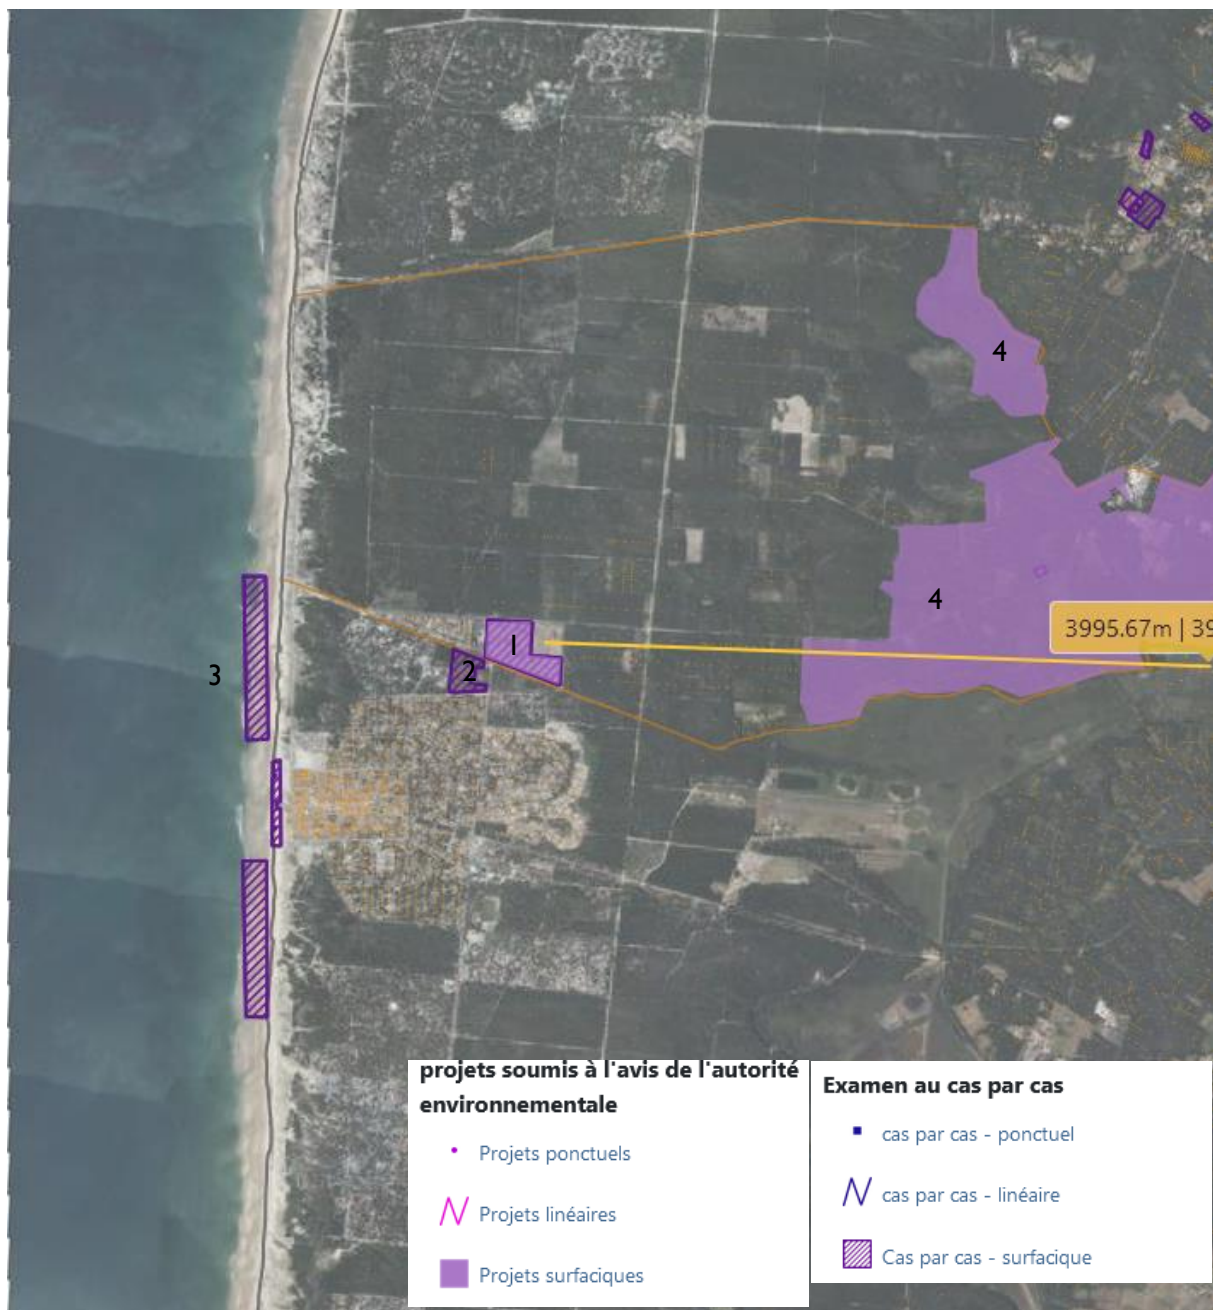 4
4
3995.67m | 39
1
2
3
projets soumis à l'avis de l'autorité
environnementale
Projets ponctuels
Projets linéaires
Projets surfaciques
Examen au cas par cas
cas par cas - ponctuel
cas par cas - linéaire
Cas par cas - surfacique